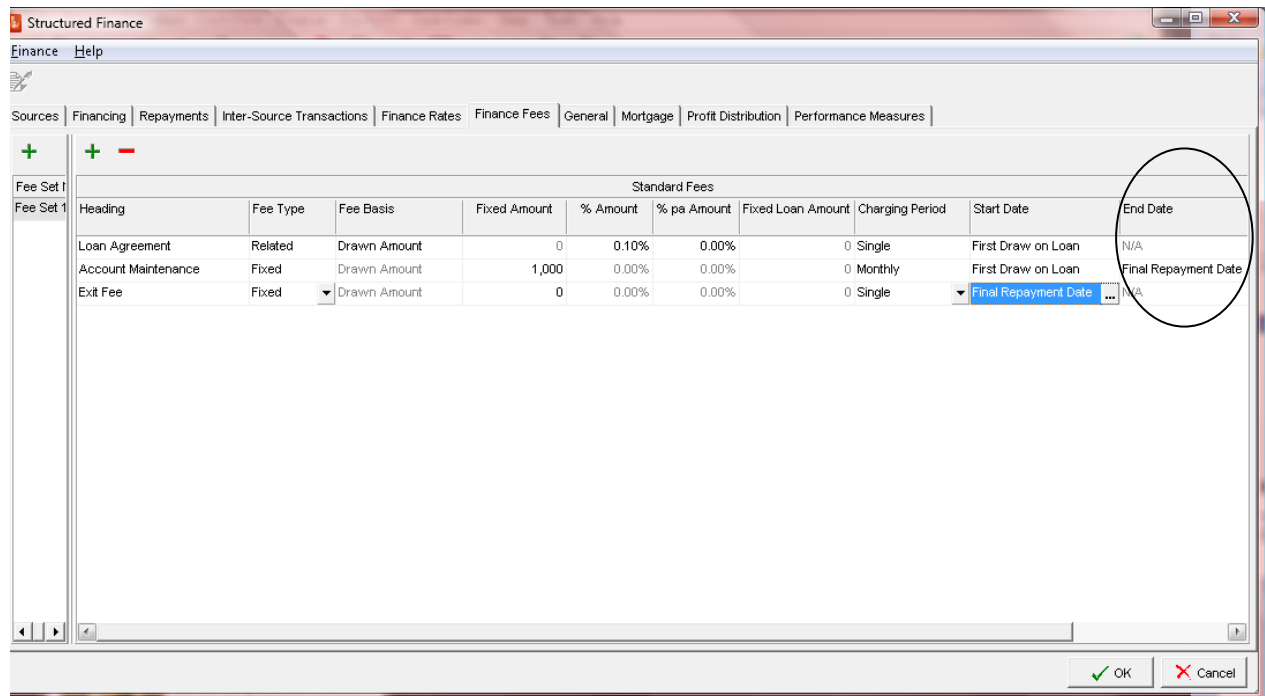 Structured Finance
Finance Help
Sources Financing Repayments Inter-Source Transactions Finance Rates Finance Fees General Mortgage Profit Distribution Performance Measures
Fee Set
Standard Fees
Fee Set 1 Heading Fee Type Fee Basis Fixed Amount % Amount % pa Amount Fixed Loan Amount Charging Period Start Date End Date
Loan Agreement Related Drawn Amount 0 0.10% 0.00% 0 Single First Draw on Loan N/A
Account Maintenance Fixed Drawn Amount 1,000 0.00% 0.00% 0 Monthly First Draw on Loan Final Repayment Date
Exit Fee Fixed Drawn Amount 0 0.00% 0.00% 0 Single Final Repayment Date ... N/A
OK Cancel